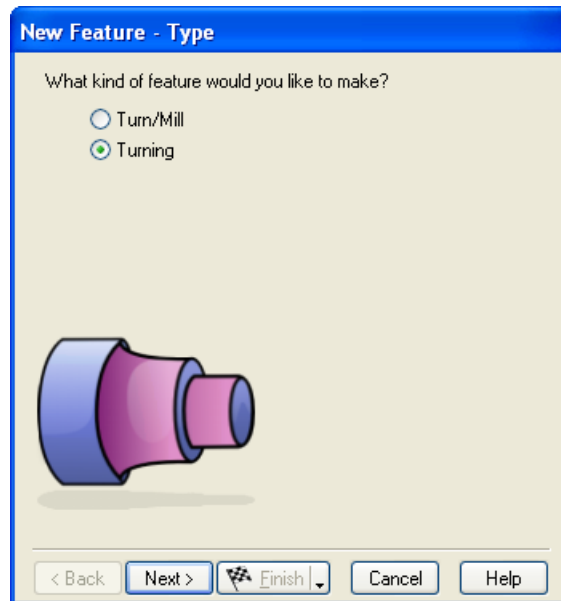 New Feature - Type
What kind of feature would you like to make?
Turn/Mill
Turning
< Back Next > Finish Cancel Help